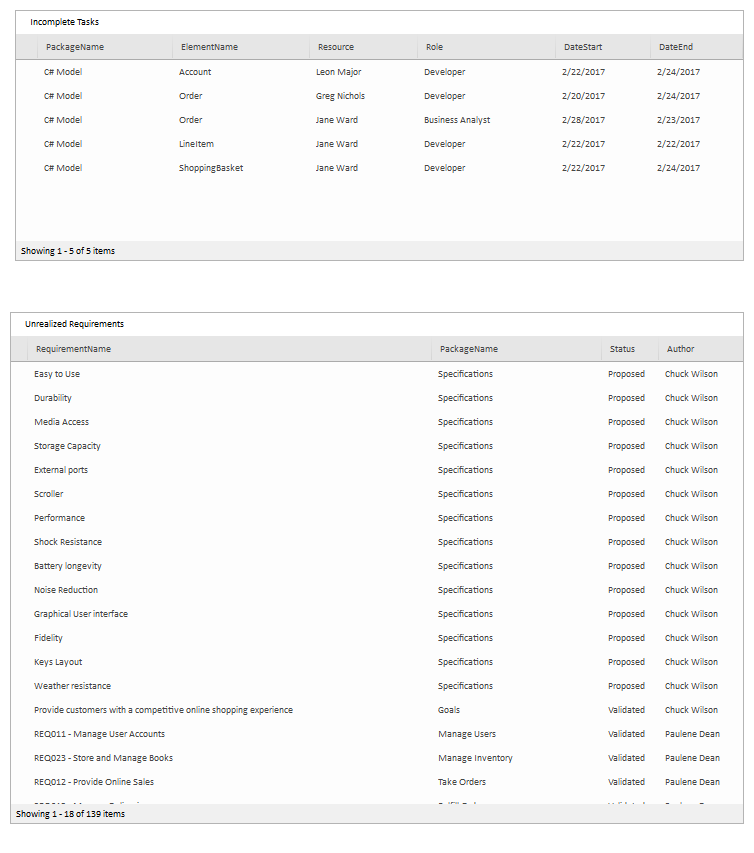 Incomplete Tasks
PackageName ElementName Resource Role DateStart DateEnd
C# Model Account Leon Major Developer 2/22/2017 2/24/2017
C# Model Order Greg Nichols Developer 2/20/2017 2/24/2017
C# Model Order Jane Ward Business Analyst 2/28/2017 2/23/2017
C# Model LineItem Jane Ward Developer 2/22/2017 2/22/2017
C# Model ShoppingBasket Jane Ward Developer 2/22/2017 2/24/2017
Showing 1 - 5 of 5 items
Unrealized Requirements
RequirementName PackageName Status Author
Easy to Use Specifications Proposed Chuck Wilson
Durability Specifications Proposed Chuck Wilson
Media Access Specifications Proposed Chuck Wilson
Storage Capacity Specifications Proposed Chuck Wilson
External ports Specifications Proposed Chuck Wilson
Scroller Specifications Proposed Chuck Wilson
Performance Specifications Proposed Chuck Wilson
Shock Resistance Specifications Proposed Chuck Wilson
Battery longevity Specifications Proposed Chuck Wilson
Noise Reduction Specifications Proposed Chuck Wilson
Graphical User interface Specifications Proposed Chuck Wilson
Fidelity Specifications Proposed Chuck Wilson
Keys Layout Specifications Proposed Chuck Wilson
Weather resistance Specifications Proposed Chuck Wilson
Provide customers with a competitive online shopping experience Goals Validated Chuck Wilson
REQ011 - Manage User Accounts Manage Users Validated Paulene Dean
REQ023 - Store and Manage Books Manage Inventory Validated Paulene Dean
REQ012 - Provide Online Sales Take Orders Validated Paulene Dean
Showing 1 - 18 of 139 items